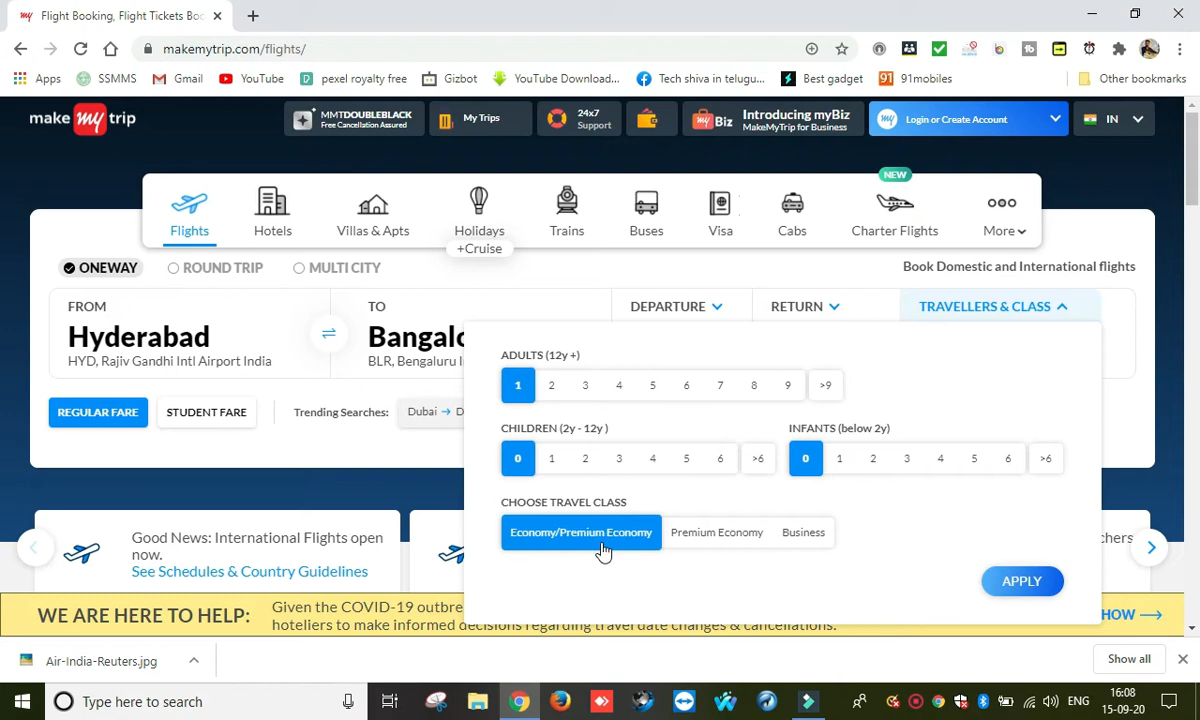 my Flight Booking, Flight Tickets Boo
makemytrip.com/flights/
Apps SSMMS Gmail YouTube pexel royalty free Gizbot YouTube Download... Tech shiva in telugu... Best gadget 91 91mobiles Other bookmarks
make my trip
MMTDOUBLEBLACK
Free Cancellation Assured
My Trips
24x7
Support
my Biz
Introducing myBiz
MakeMyTrip for Business
my Login or Create Account
IN
NEW
Flights Hotels Villas & Apts Holidays Trains Buses Visa Cabs Charter Flights More
+Cruise
ONEWAY ROUND TRIP MULTI CITY Book Domestic and International flights
FROM TO DEPARTURE RETURN TRAVELLERS & CLASS
Hyderabad
HYD, Rajiv Gandhi Intl Airport India
Bangalo
BLR, Bengaluru I
REGULAR FARE STUDENT FARE Trending Searches: Dubai → D
ADULTS (12y +)
1 2 3 4 5 6 7 8 9 >9
CHILDREN (2y - 12y ) INFANTS (below 2y)
0 1 2 3 4 5 6 >6 0 1 2 3 4 5 6 >6
CHOOSE TRAVEL CLASS
Economy/Premium Economy Premium Economy Business
APPLY
Good News: International Flights open
now.
See Schedules & Country Guidelines
chers
WE ARE HERE TO HELP:
Given the COVID-19 outbre
hoteliers to make informed decisions regarding travel date changes & cancellations.
HOW
Air-India-Reuters.jpg Show all
Type here to search
ENG
16:08
15-09-20